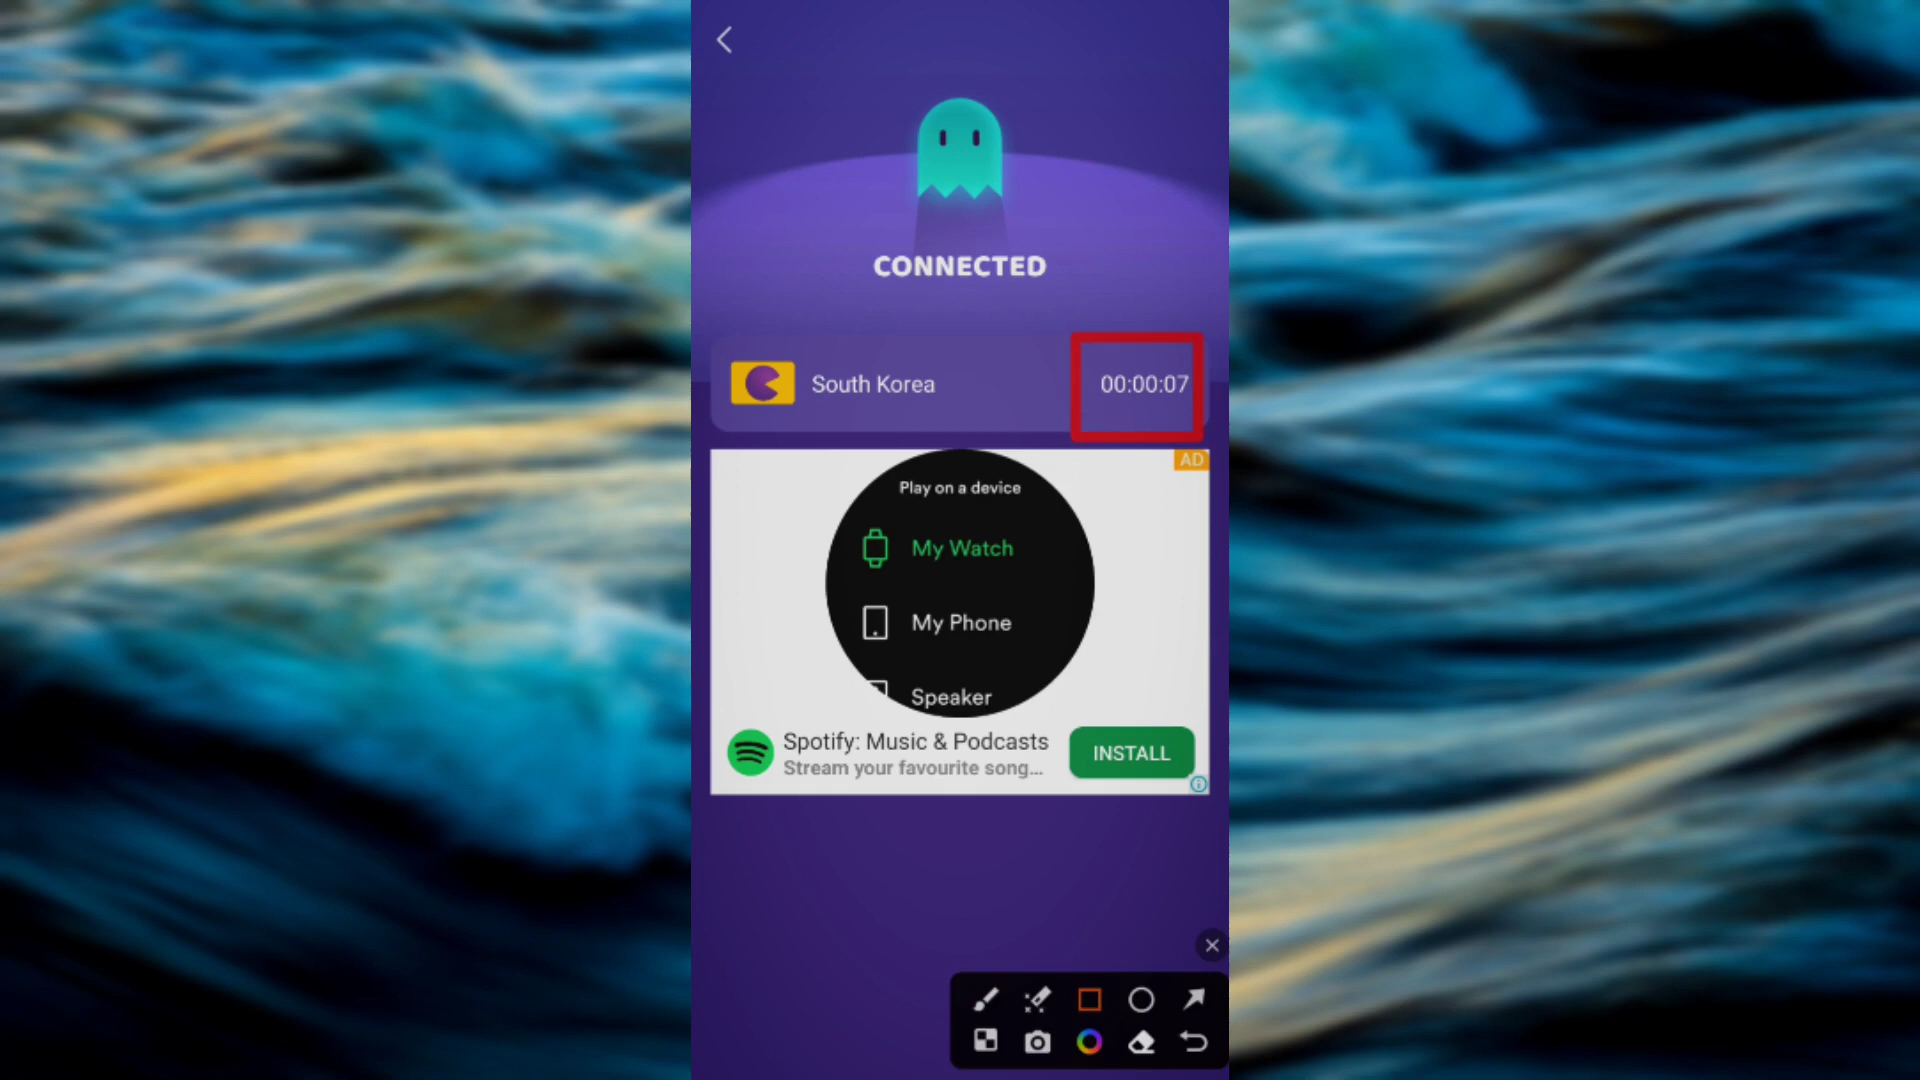 CONNECTED
South Korea
00:00:07
AD
Play on a device
My Watch
My Phone
Speaker
Spotify: Music & Podcasts
Stream your favourite song...
INSTALL